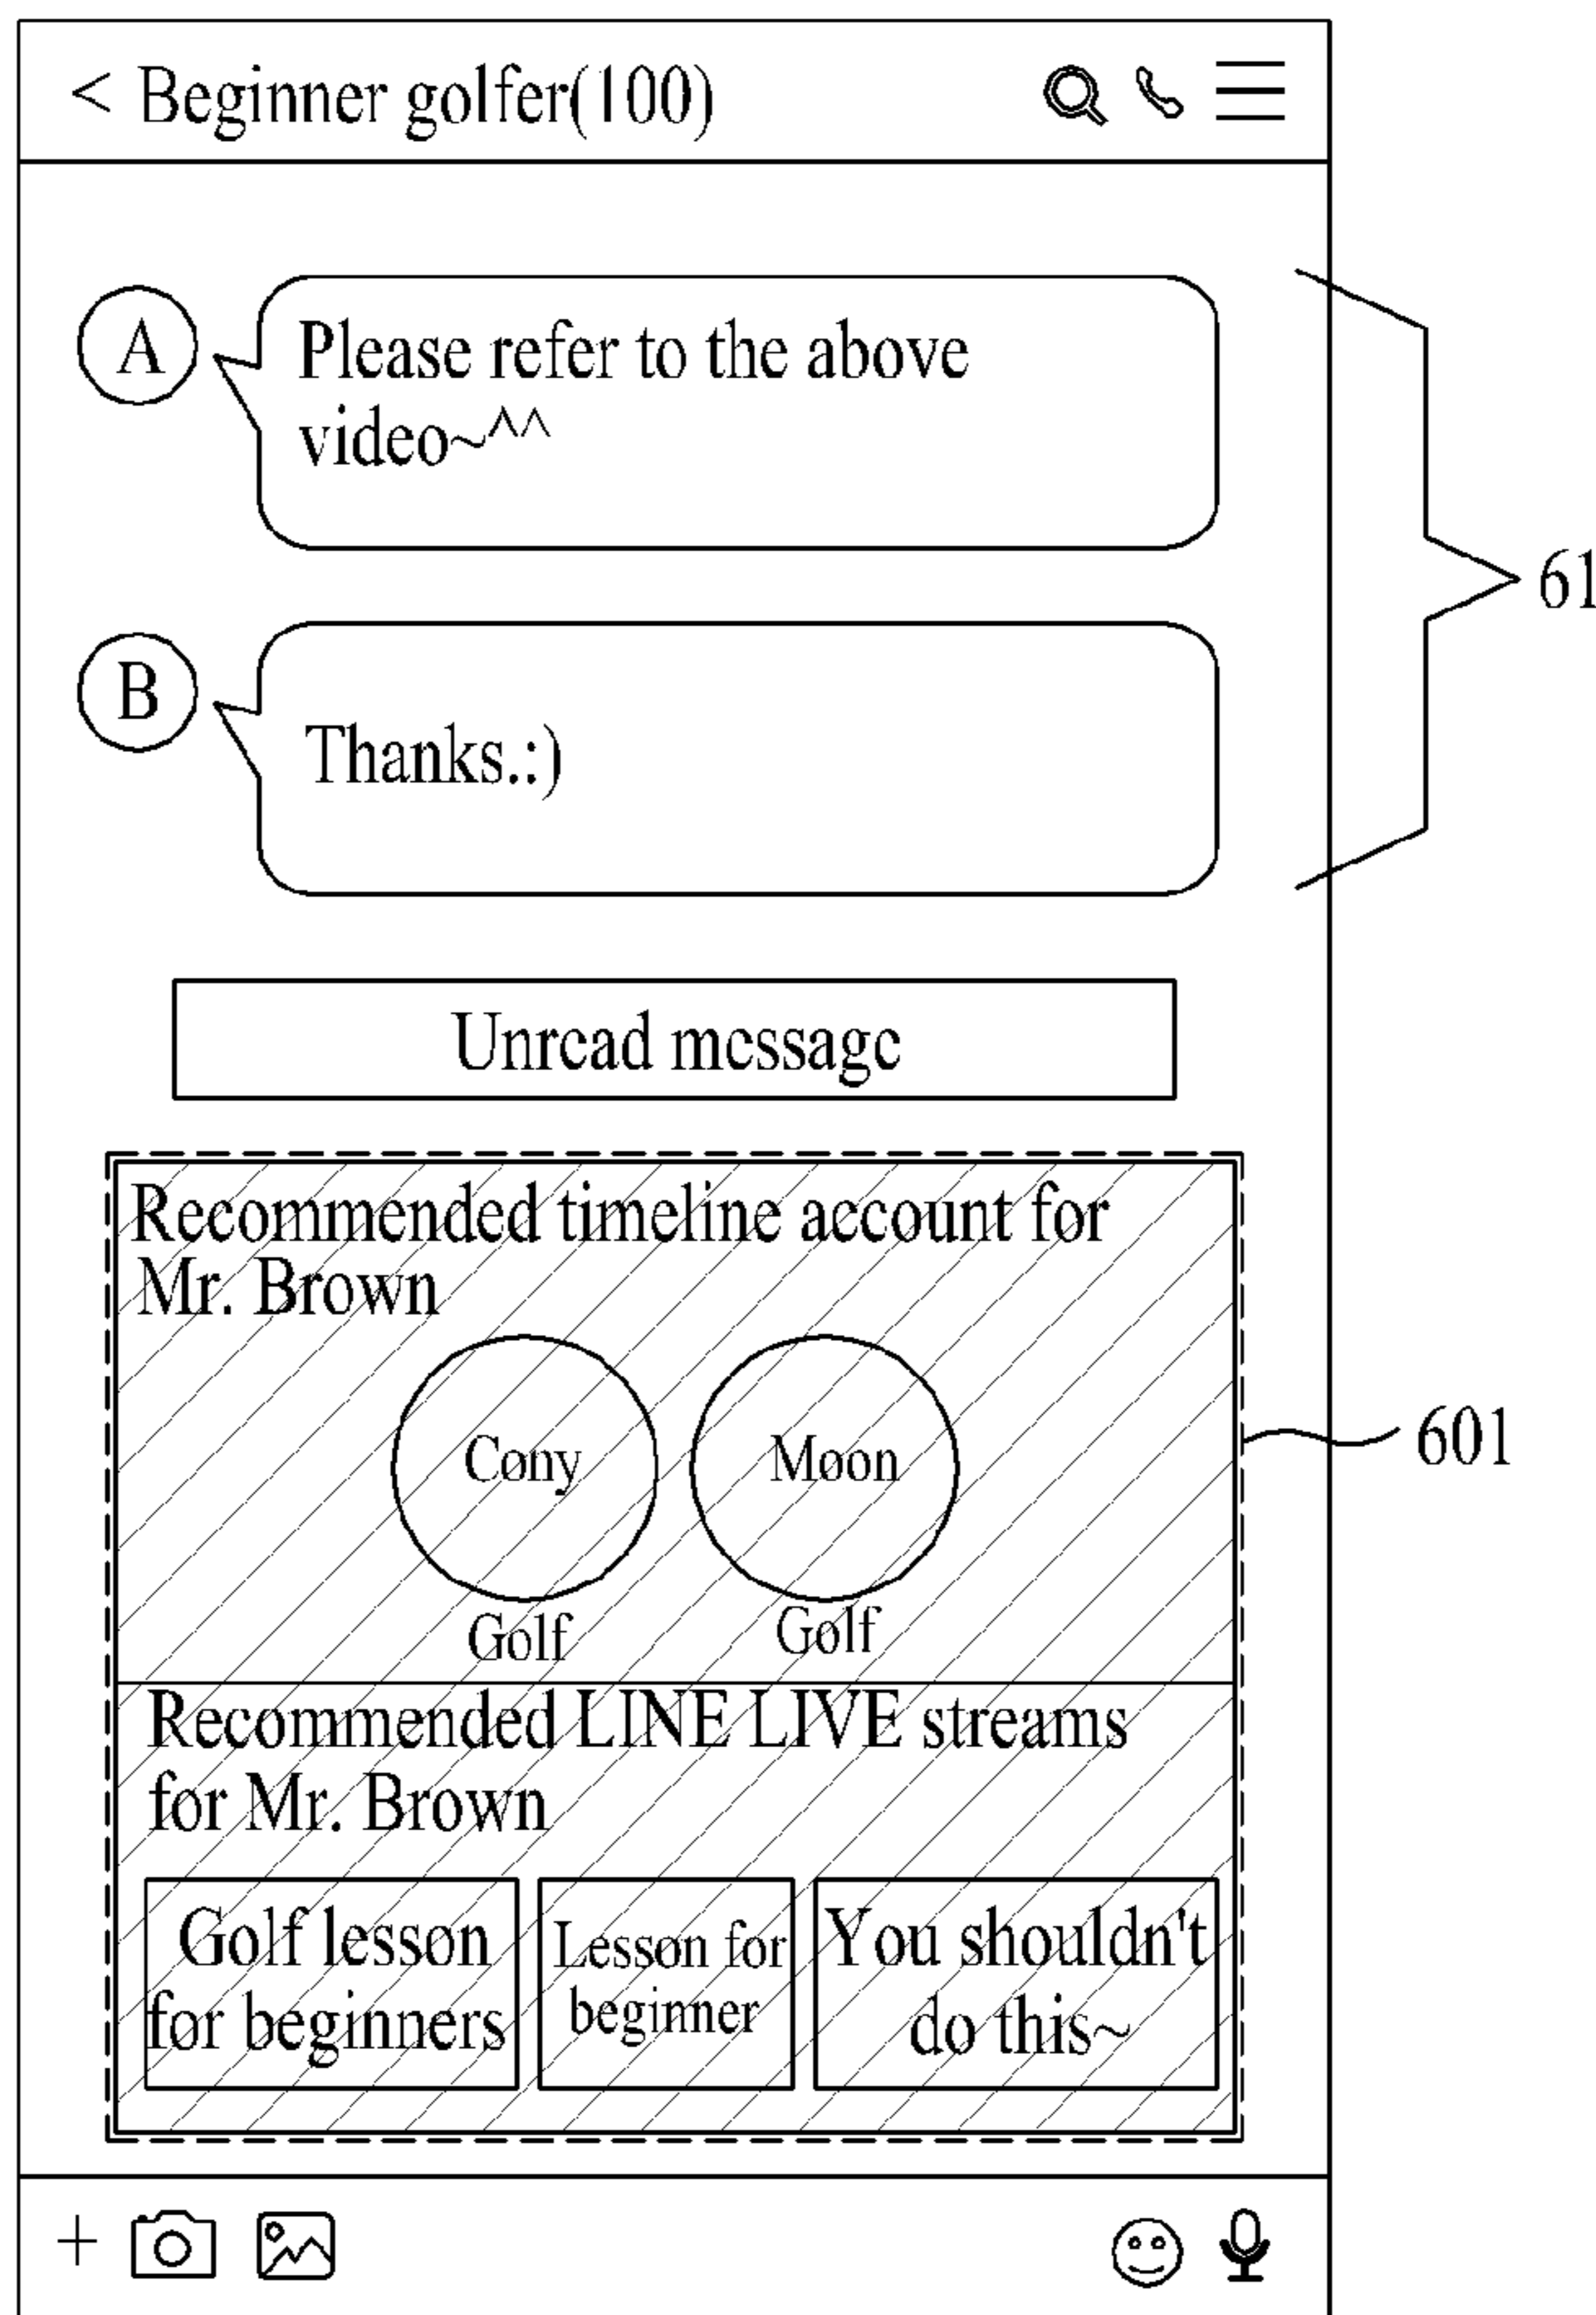 < Beginner golfer(100)
A
Please refer to the above
video~^^
61
B
Thanks.:)
Unread message
Recommended timeline account for
Mr. Brown
Cony
Moon
601
Golf
Golf
Recommended LINE LIVE streams
for Mr. Brown
Golf lesson
for beginners
Lesson for
beginner
You shouldn't
do this~